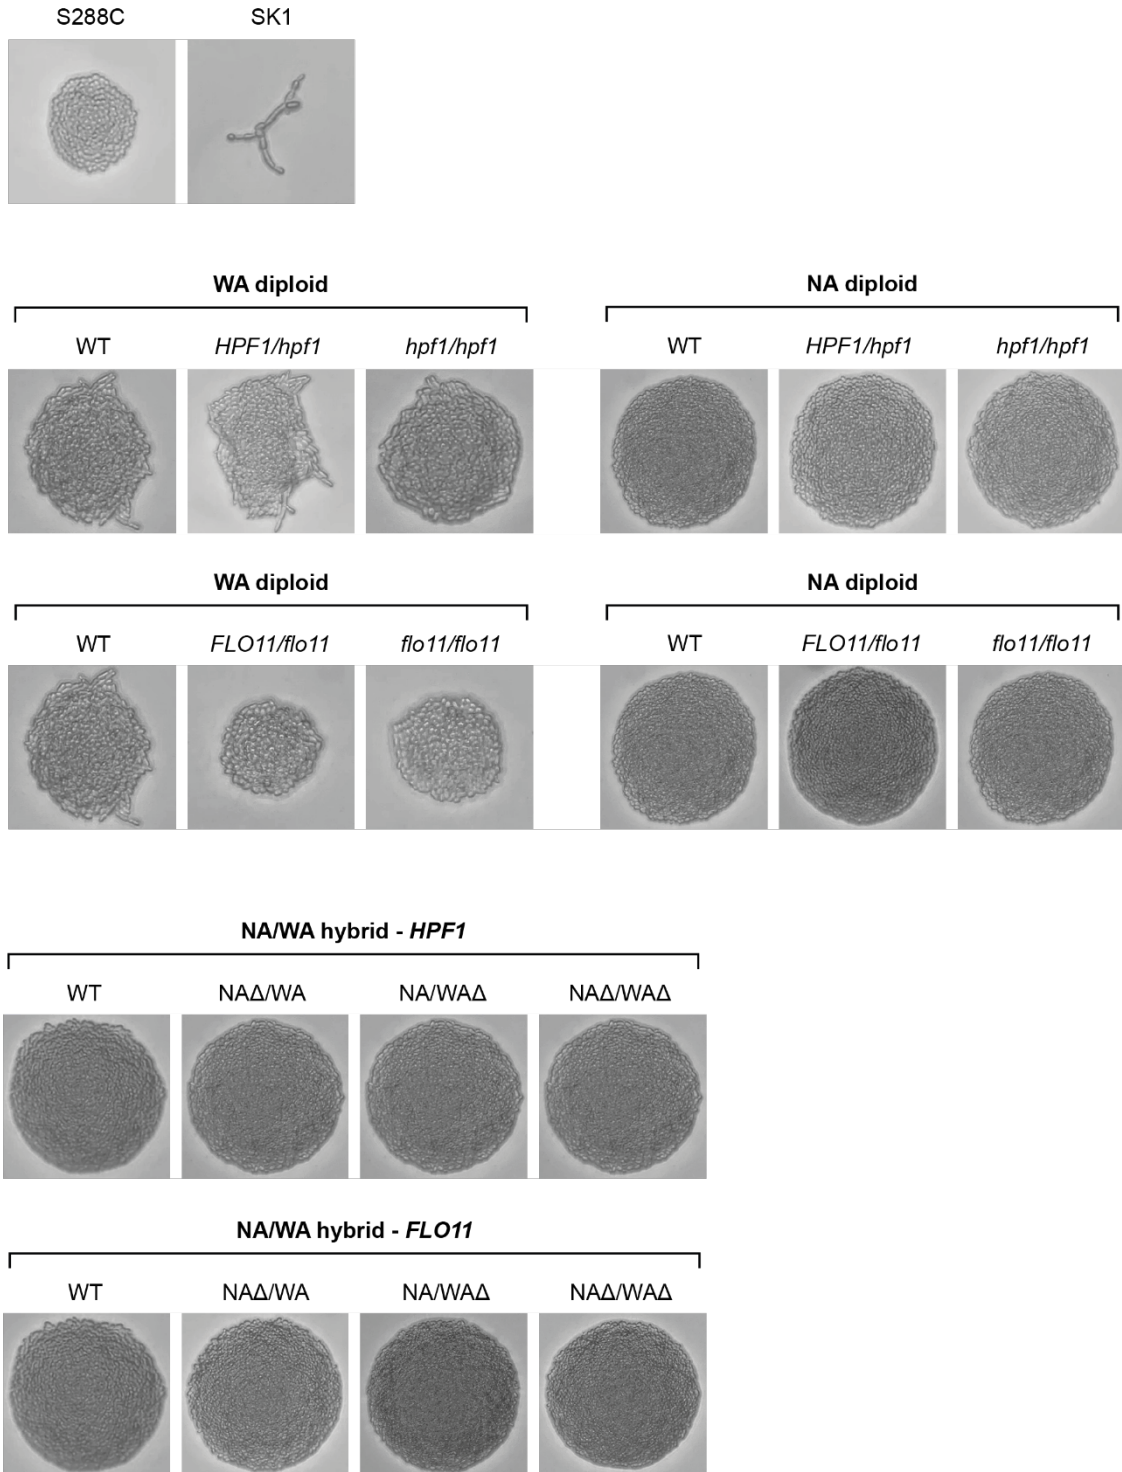 S288C SK1
WA diploid NA diploid
WT HPF1/hpf1 hpf1/hpf1 WT HPF1/hpf1 hpf1/hpf1
WA diploid NA diploid
WT FLO11/flo11 flo11/flo11 WT FLO11/flo11 flo11/flo11
NA/WA hybrid - HPF1
WT NAΔ/WA NA/WAΔ NAΔ/WAΔ
NA/WA hybrid - FLO11
WT NAΔ/WA NA/WAΔ NAΔ/WAΔ